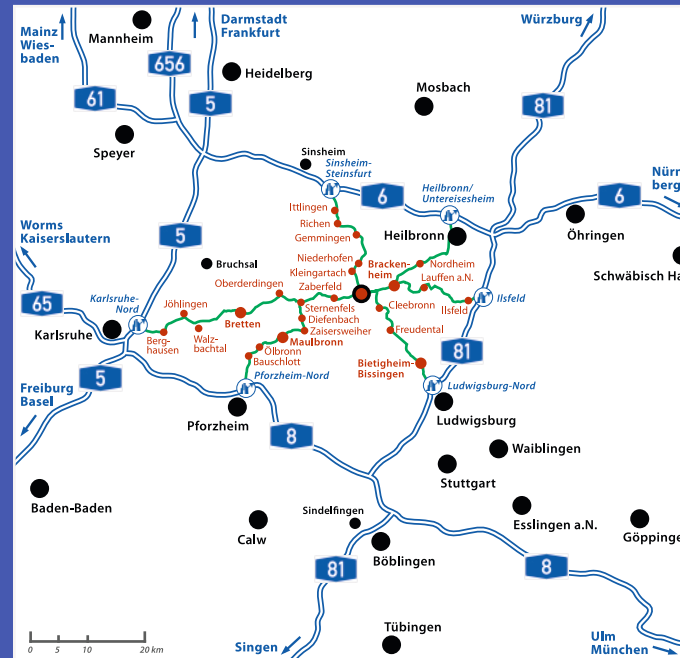 Mainz
Wies-
baden
Mannheim
Darmstadt
Frankfurt
Würzburg
656
Heidelberg
61
5
Mosbach
81
Speyer
Sinsheim
Sinsheim-
Steinsfurt
6
Heilbronn/
Untereisesheim
6
Nürn
berg
Ittlingen
Richen
Gemmingen
Heilbronn
Öhringen
Worms
Kaiserslautern
5
Bruchsal
Niederhofen
Kleingartach
Bracken-
heim
Nordheim
Lauffen a.N.
Schwäbisch Ha
65
Karlsruhe-
Nord
Oberderdingen
Zaberfeld
Jöhlingen
Sternenfels
Cleebronn
Ilsfeld
Ilsfeld
Karlsruhe
Bretten
Diefenbach
Zaisersweiher
Freudental
Berg-
hausen
Walz-
bachtal
Maulbronn
Ölbronn
Bauschlott
81
Bietigheim-
Bissingen
5
Freiburg
Basel
Pforzheim-Nord
Ludwigsburg-Nord
Pforzheim
Ludwigsburg
8
Waiblingen
Stuttgart
Baden-Baden
Calw
Sindelfingen
Esslingen a.N.
Göppinge
Böblingen
81
8
Tübingen
Singen
Ulm
München
0 5 10 20 km